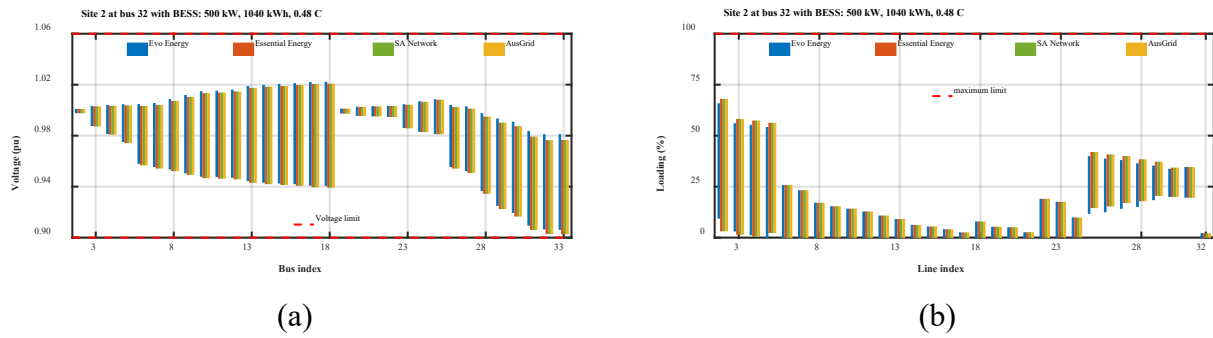 Site 2 at bus 32 with BESS: 500 kW, 1040 kWh, 0.48 C
1.06
Evo Energy Essential Energy SA Network AusGrid
1.02
0.98
0.94
Voltage limit
0.90
Voltage (pu)
3 8 13 18 23 28 33
Bus index
(a)
Site 2 at bus 32 with BESS: 500 kW, 1040 kWh, 0.48 C
100
Evo Energy Essential Energy SA Network AusGrid
75
maximum limit
50
25
0
Loading (%)
3 8 13 18 23 28 32
Line index
(b)